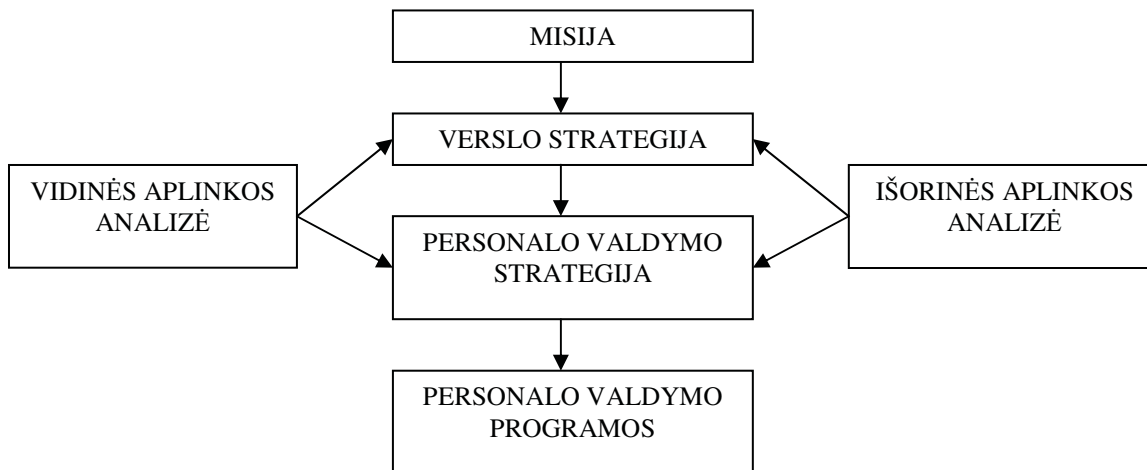 MISIJA
VERSLO STRATEGIJA
VIDINĖS APLINKOS
ANALIZĖ
IŠORINĖS APLINKOS
ANALIZĖ
PERSONALO VALDYMO
STRATEGIJA
PERSONALO VALDYMO
PROGRAMOS